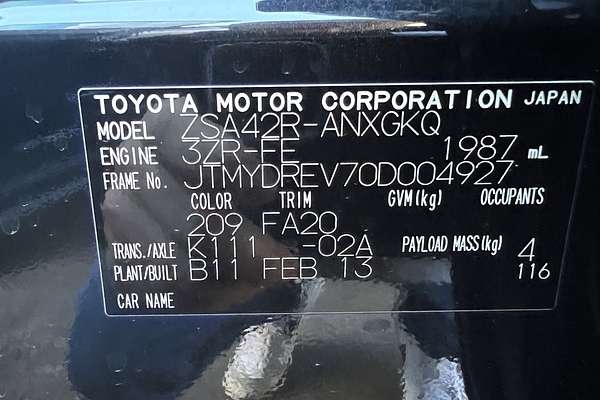 TOYOTA MOTOR CORPORATION JAPAN
MODEL ZSA42R-ANXGKQ
ENGINE 3ZR-FE 1987 mL
FRAME No. JTMYDREV70D004927
COLOR TRIM GVM(kg) OCCUPANTS
209 FA20
TRANS./AXLE K111 -02A PAYLOAD MASS(kg) 4
PLANT/BUILT B11 FEB 13 116
CAR NAME